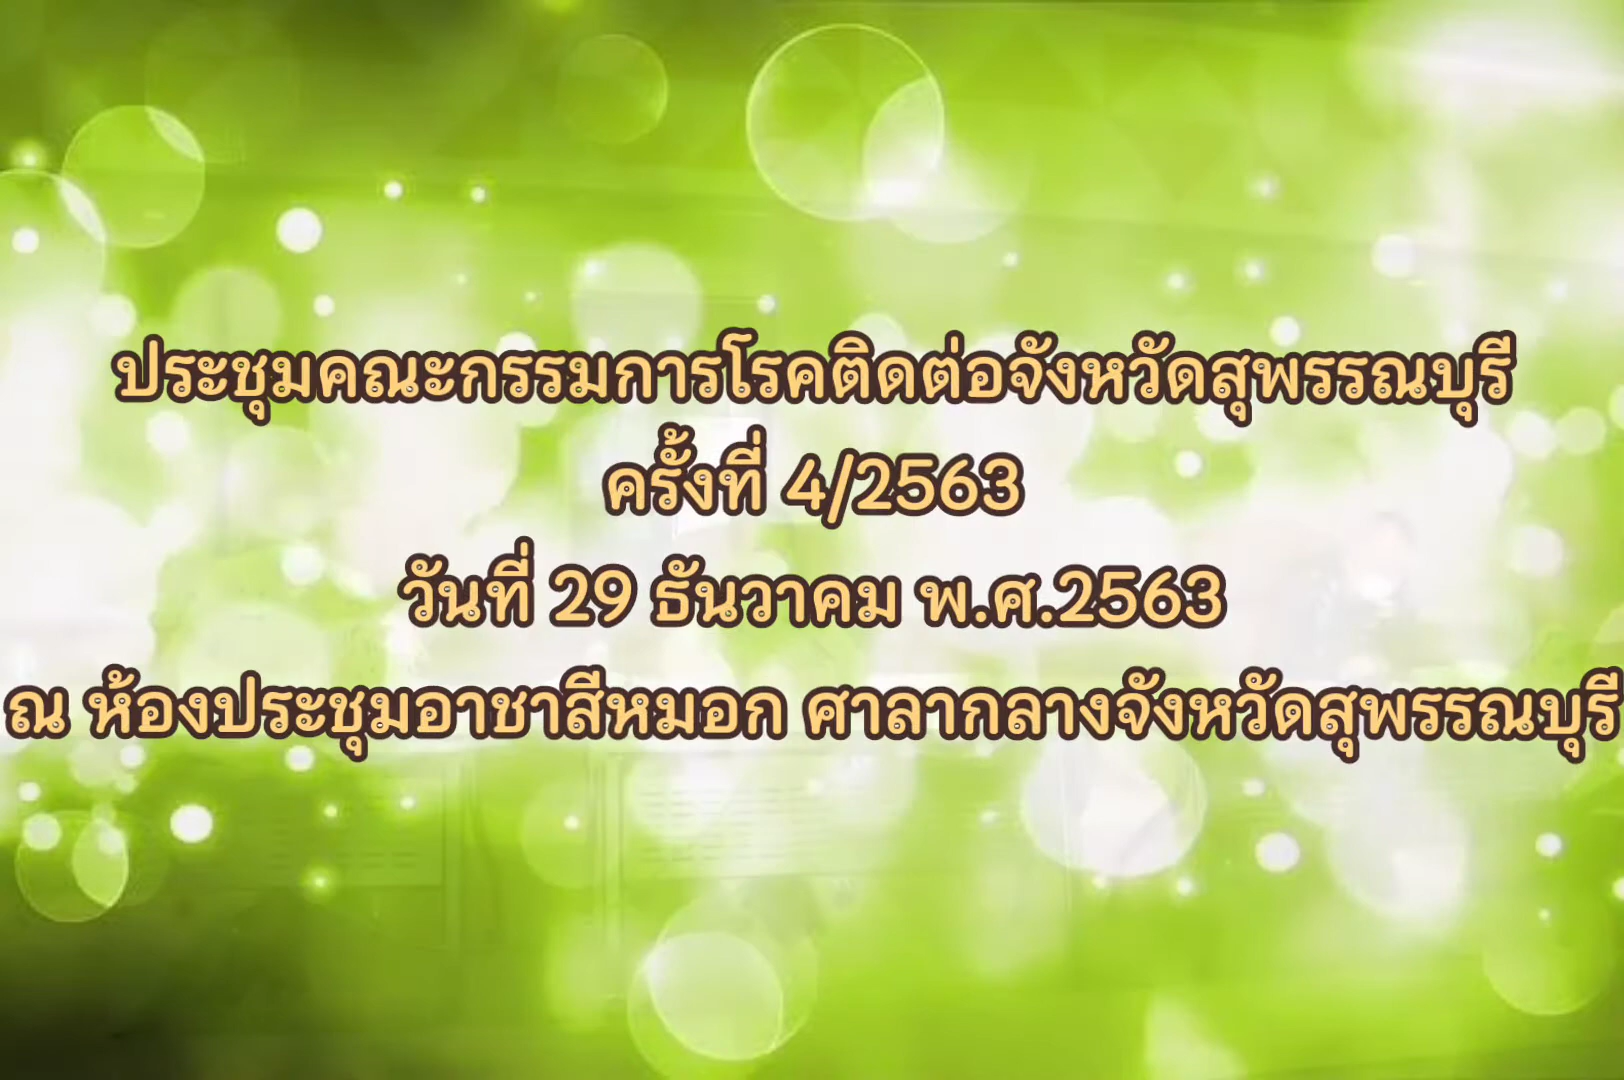 ประชุมคณะกรรมการโรคติดต่อจังหวัดสุพรรณบุรี
ครั้งที่ 4/2563
วันที่ 29 ธันวาคม พ.ศ.2563
ณ ห้องประชุมอาชาสีหมอก ศาลากลางจังหวัดสุพรรณบุรี